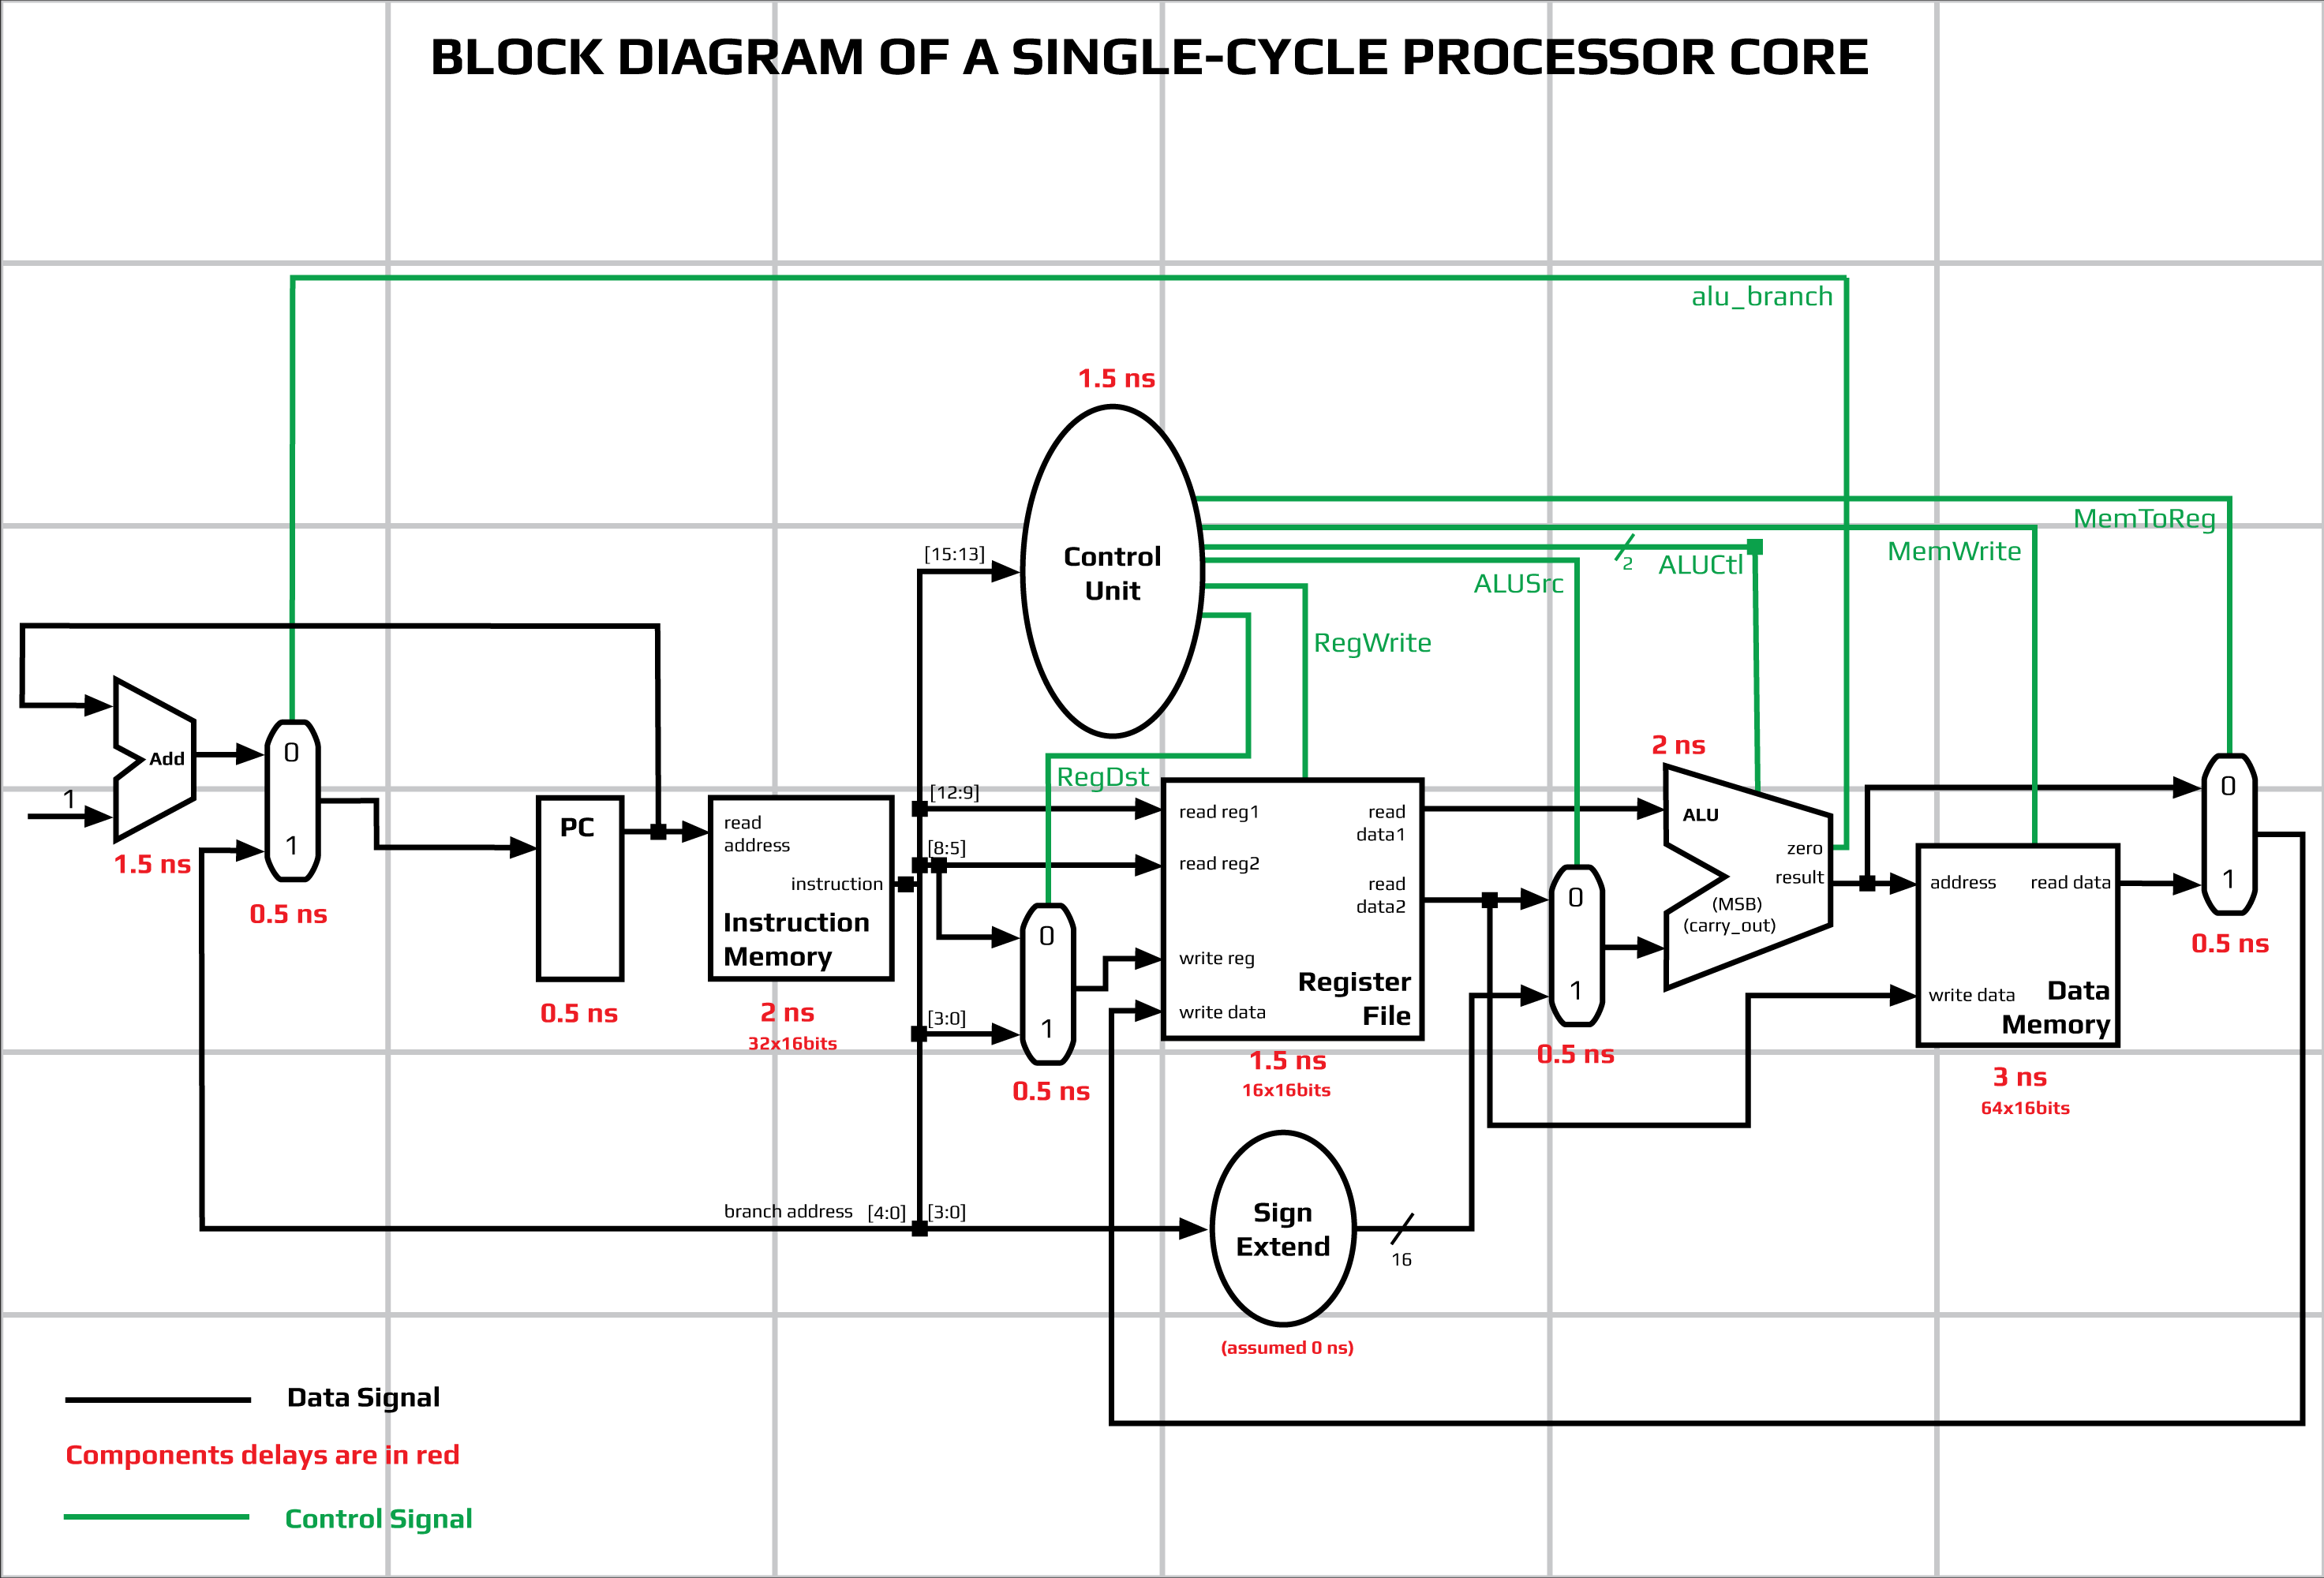 BLOCK DIAGRAM OF A SINGLE-CYCLE PROCESSOR CORE
alu_branch
1.5 ns
MemToReg
MemWrite
[15:13]
Control
Unit
2
ALUCtl
ALUSrc
RegWrite
RegDst
2 ns
Add
1
1.5 ns
0
1
0.5 ns
PC
0.5 ns
read
address
instruction
Instruction
Memory
2 ns
32x16bits
[12:9]
[8:5]
[3:0]
0
1
0.5 ns
read reg1
read reg2
write reg
write data
read
data1
read
data2
Register
File
1.5 ns
16x16bits
0
1
0.5 ns
ALU
zero
result
(MSB)
(carry_out)
address
read data
write data
Data
Memory
3 ns
64x16bits
0
1
0.5 ns
branch address
[4:0]
[3:0]
Sign
Extend
16
(assumed 0 ns)
Data Signal
Components delays are in red
Control Signal